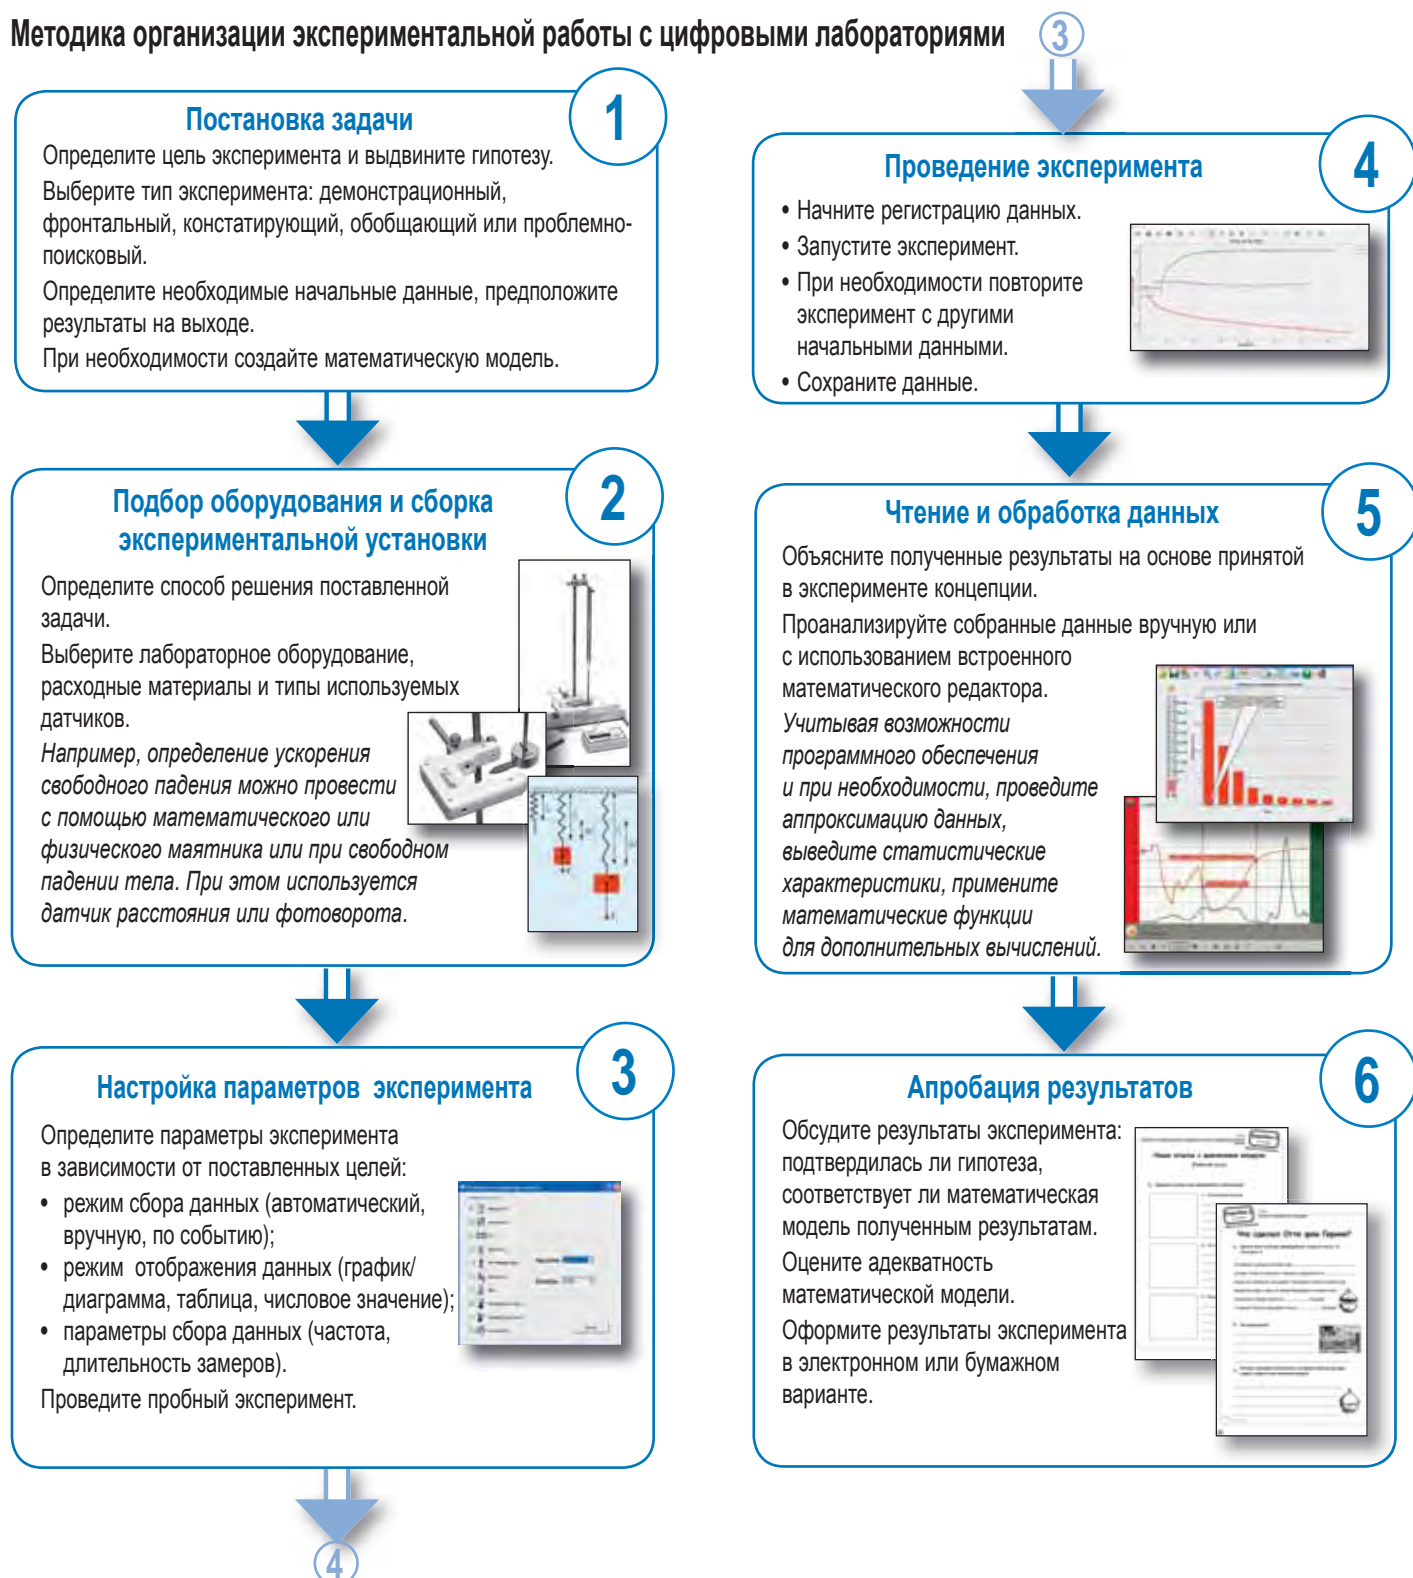 Методика организации экспериментальной работы с цифровыми лабораториями
1
Постановка задачи
Определите цель эксперимента и выдвините гипотезу.
Выберите тип эксперимента: демонстрационный,
фронтальный, констатирующий, обобщающий или проблемно-
поисковый.
Определите необходимые начальные данные, предположите
результаты на выходе.
При необходимости создайте математическую модель.
2
Подбор оборудования и сборка
экспериментальной установки
Определите способ решения поставленной
задачи.
Выберите лабораторное оборудование,
расходные материалы и типы используемых
датчиков.
Например, определение ускорения
свободного падения можно провести
с помощью математического или
физического маятника или при свободном
падении тела. При этом используется
датчик расстояния или фотоворота.
3
Настройка параметров эксперимента
Определите параметры эксперимента
в зависимости от поставленных целей:
• режим сбора данных (автоматический,
вручную, по событию);
• режим отображения данных (график/
диаграмма, таблица, числовое значение);
• параметры сбора данных (частота,
длительность замеров).
Проведите пробный эксперимент.
4
3
4
Проведение эксперимента
• Начните регистрацию данных.
• Запустите эксперимент.
• При необходимости повторите
эксперимент с другими
начальными данными.
• Сохраните данные.
5
Чтение и обработка данных
Объясните полученные результаты на основе принятой
в эксперименте концепции.
Проанализируйте собранные данные вручную или
с использованием встроенного
математического редактора.
Учитывая возможности
программного обеспечения
и при необходимости, проведите
аппроксимацию данных,
выведите статистические
характеристики, примените
математические функции
для дополнительных вычислений.
6
Апробация результатов
Обсудите результаты эксперимента:
подтвердилась ли гипотеза,
соответствует ли математическая
модель полученным результатам.
Оцените адекватность
математической модели.
Оформите результаты эксперимента
в электронном или бумажном
варианте.
Что сделал Отто фон Герике?